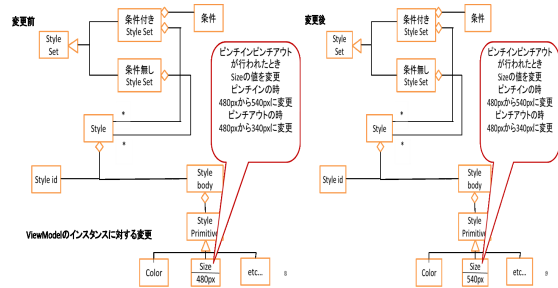 変更前
Style
Set
条件付き
Style Set
条件
条件無し
Style Set
ピンチインピンチアウト
が行われたとき
Sizeの値を変更
ピンチインの時
480pxから540pxに変更
ピンチアウトの時
480pxから340pxに変更
*
Style
*
Style id
Style
body
Style
Primitive
ViewModelのインスタンスに対する変更
Color
Size
480px
etc...
8
変更後
Style
Set
条件付き
Style Set
条件
条件無し
Style Set
ピンチインピンチアウト
が行われたとき
Sizeの値を変更
ピンチインの時
480pxから540pxに変更
ピンチアウトの時
480pxから340pxに変更
*
Style
*
Style id
Style
body
Style
Primitive
Color
Size
540px
etc...